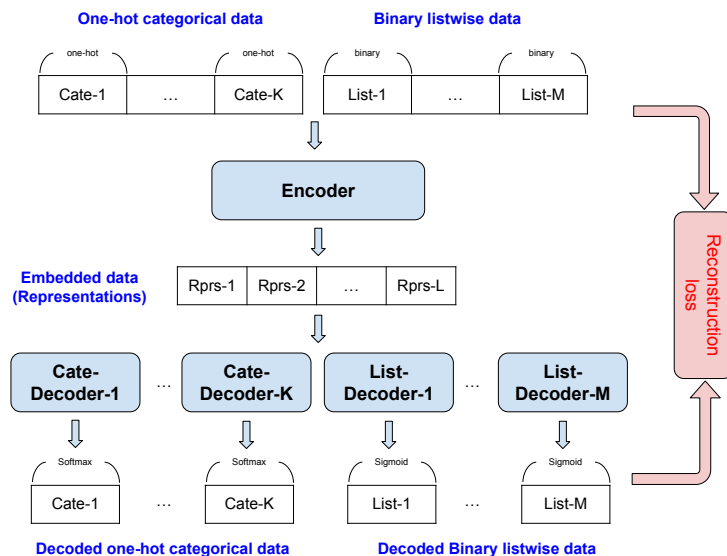 One-hot categorical data
Binary listwise data
one-hot
one-hot
binary
binary
Cate-1
…
Cate-K
List-1
…
List-M
Encoder
Embedded data
(Representations)
Rprs-1
Rprs-2
…
Rprs-L
Reconstruction
loss
Cate-
Decoder-1
…
Cate-
Decoder-K
List-
Decoder-1
…
List-
Decoder-M
Softmax
Softmax
Sigmoid
Sigmoid
Cate-1
…
Cate-K
List-1
…
List-M
Decoded one-hot categorical data
Decoded Binary listwise data